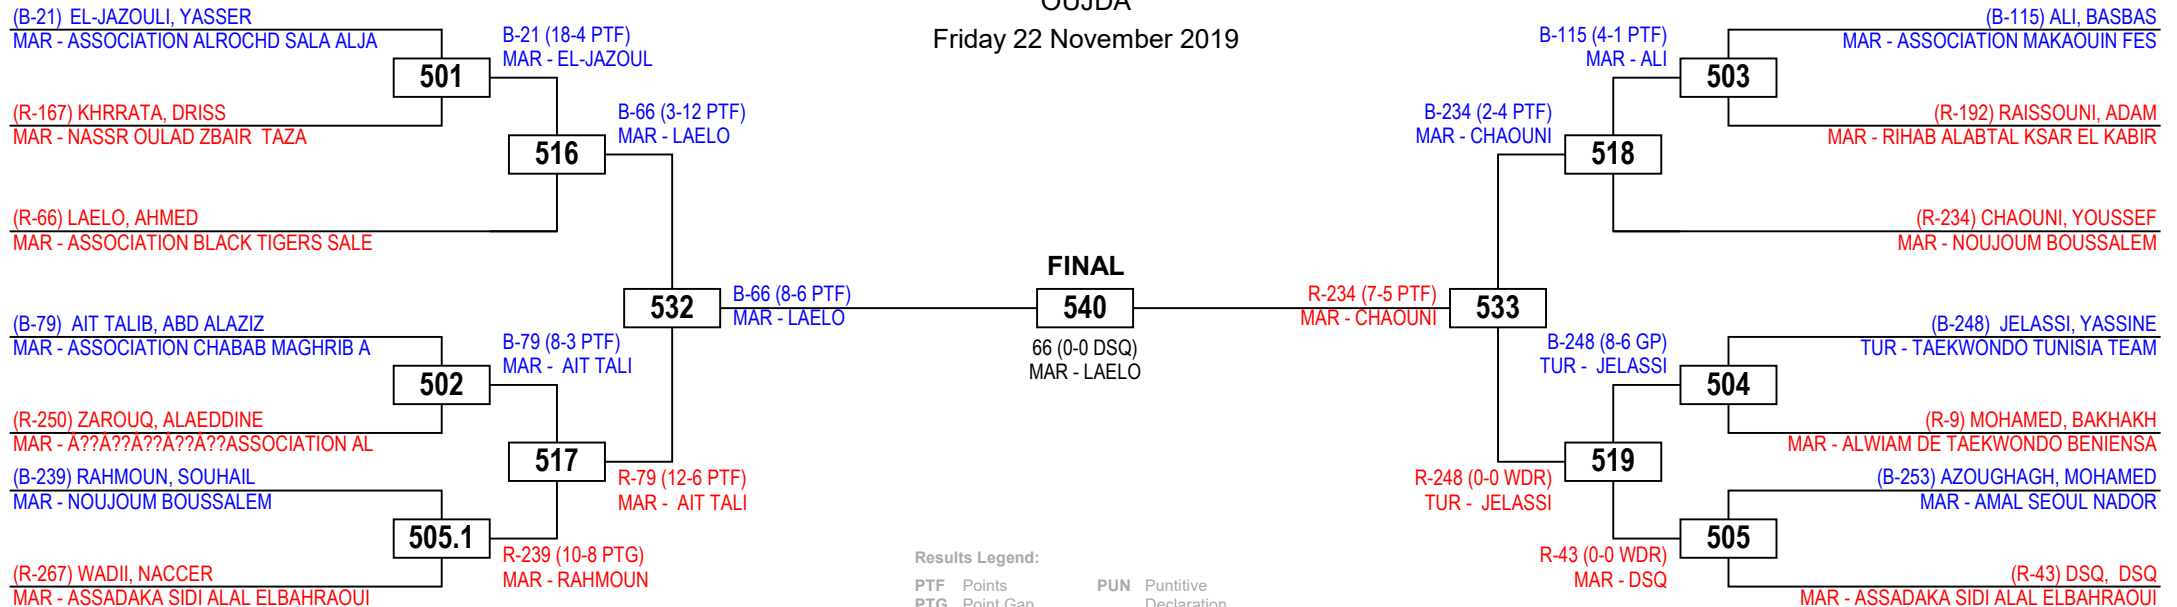 OUJDA
Friday 22 November 2019
(B-21) EL-JAZOULI, YASSER
MAR - ASSOCIATION ALROCHD SALA ALJA
501
(R-167) KHRRATA, DRISS
MAR - NASSR OULAD ZBAIR  TAZA
B-21 (18-4 PTF)
MAR - EL-JAZOUL
516
(R-66) LAELO, AHMED
MAR - ASSOCIATION BLACK TIGERS SALE
B-66 (3-12 PTF)
MAR - LAELO
(B-79)  AIT TALIB, ABD ALAZIZ
MAR - ASSOCIATION CHABAB MAGHRIB A
502
(R-250) ZAROUQ, ALAEDDINE
MAR - Â??Â??Â??Â??Â??ASSOCIATION AL
B-79 (8-3 PTF)
MAR -  AIT TALI
517
(B-239) RAHMOUN, SOUHAIL
MAR - NOUJOUM BOUSSALEM
505.1
(R-267) WADII, NACCER
MAR - ASSADAKA SIDI ALAL ELBAHRAOUI
R-239 (10-8 PTG)
MAR - RAHMOUN
R-79 (12-6 PTF)
MAR -  AIT TALI
532
B-66 (8-6 PTF)
MAR - LAELO
FINAL
540
66 (0-0 DSQ)
MAR - LAELO
R-234 (7-5 PTF)
MAR - CHAOUNI
533
B-234 (2-4 PTF)
MAR - CHAOUNI
518
B-115 (4-1 PTF)
MAR - ALI
503
(B-115) ALI, BASBAS
MAR - ASSOCIATION MAKAOUIN FES
(R-192) RAISSOUNI, ADAM
MAR - RIHAB ALABTAL KSAR EL KABIR
(R-234) CHAOUNI, YOUSSEF
MAR - NOUJOUM BOUSSALEM
R-248 (0-0 WDR)
TUR -  JELASSI
519
B-248 (8-6 GP)
TUR -  JELASSI
504
(B-248)  JELASSI, YASSINE
TUR - TAEKWONDO TUNISIA TEAM
(R-9) MOHAMED, BAKHAKH
MAR - ALWIAM DE TAEKWONDO BENIENSA
R-43 (0-0 WDR)
MAR - DSQ
505
(B-253) AZOUGHAGH, MOHAMED
MAR - AMAL SEOUL NADOR
(R-43) DSQ,  DSQ
MAR - ASSADAKA SIDI ALAL ELBAHRAOUI
Results Legend:
PTF Points PUN Puntitive
PTG Point Gap Declaration